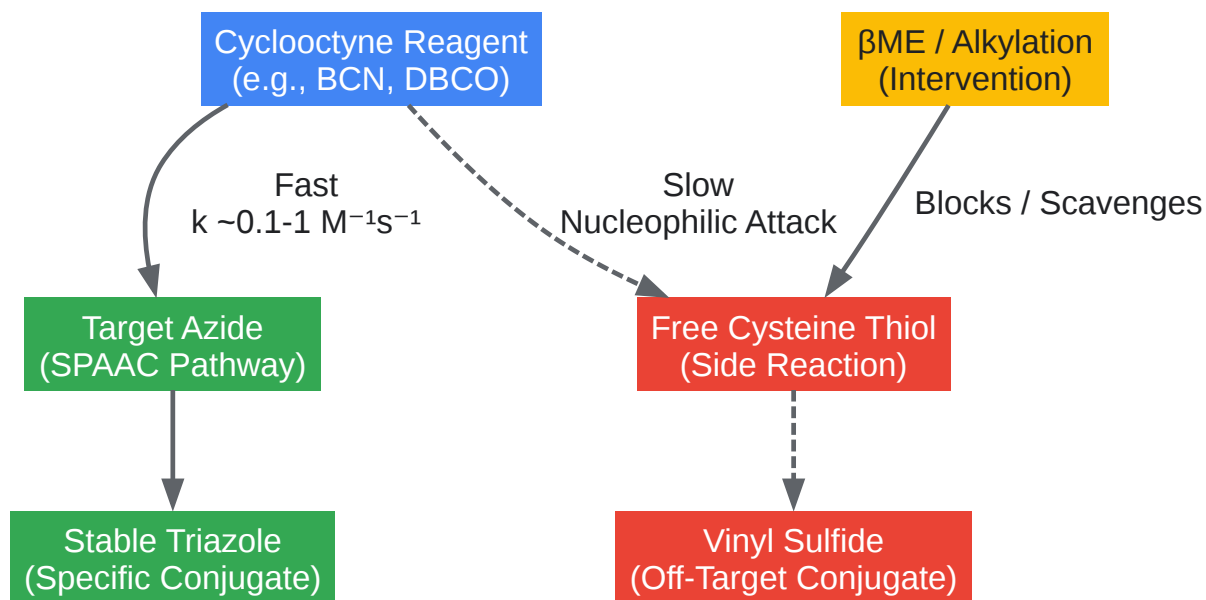 Cyclooctyne Reagent
(e.g., BCN, DBCO)
βME / Alkylation
(Intervention)
Fast
k ~0.1-1 M⁻¹s⁻¹
Slow
Nucleophilic Attack
Blocks / Scavenges
Target Azide
(SPAAC Pathway)
Free Cysteine Thiol
(Side Reaction)
Stable Triazole
(Specific Conjugate)
Vinyl Sulfide
(Off-Target Conjugate)